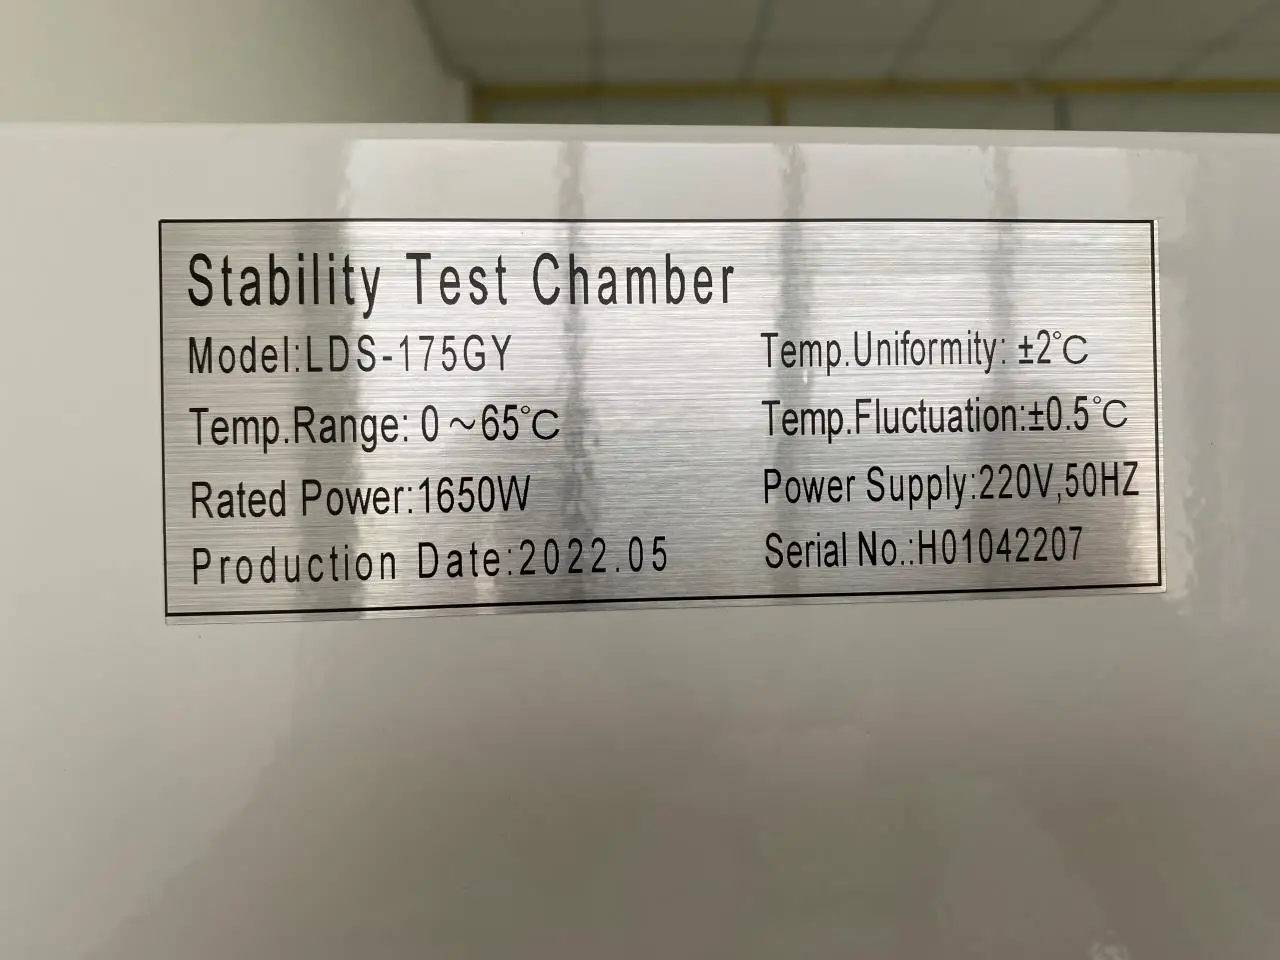 Stability Test Chamber
Model:LDS-175GY
Temp.Range: 0~65℃
Rated Power:1650W
Production Date:2022.05
Temp.Uniformity: ±2℃
Temp.Fluctuation:±0.5℃
Power Supply:220V,50HZ
Serial No.:H01042207